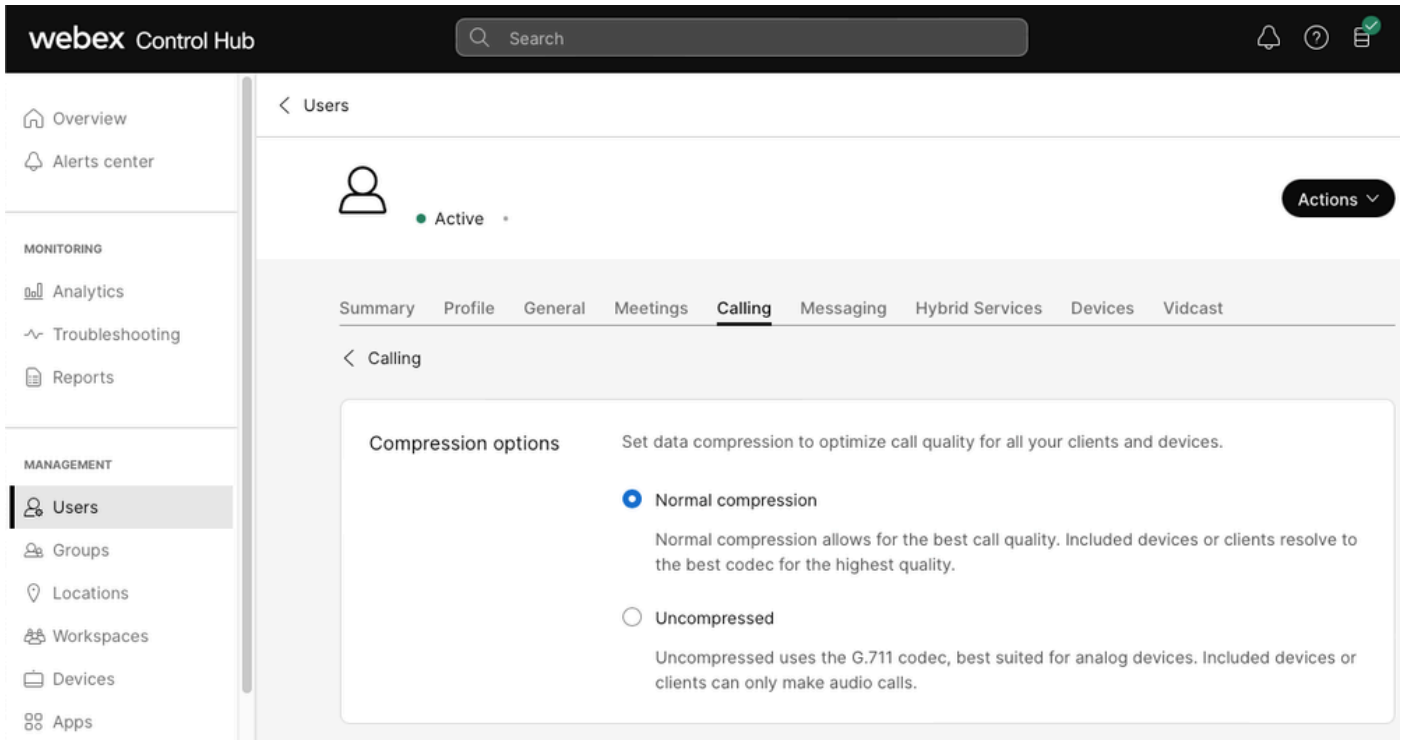 webex Control Hub
Search
Overview
Alerts center
MONITORING
Analytics
Troubleshooting
Reports
MANAGEMENT
Users
Groups
Locations
Workspaces
Devices
Apps
Users
Active
Actions
Summary Profile General Meetings Calling Messaging Hybrid Services Devices Vidcast
Calling
Compression options
Set data compression to optimize call quality for all your clients and devices.
Normal compression
Normal compression allows for the best call quality. Included devices or clients resolve to
the best codec for the highest quality.
Uncompressed
Uncompressed uses the G.711 codec, best suited for analog devices. Included devices or
clients can only make audio calls.